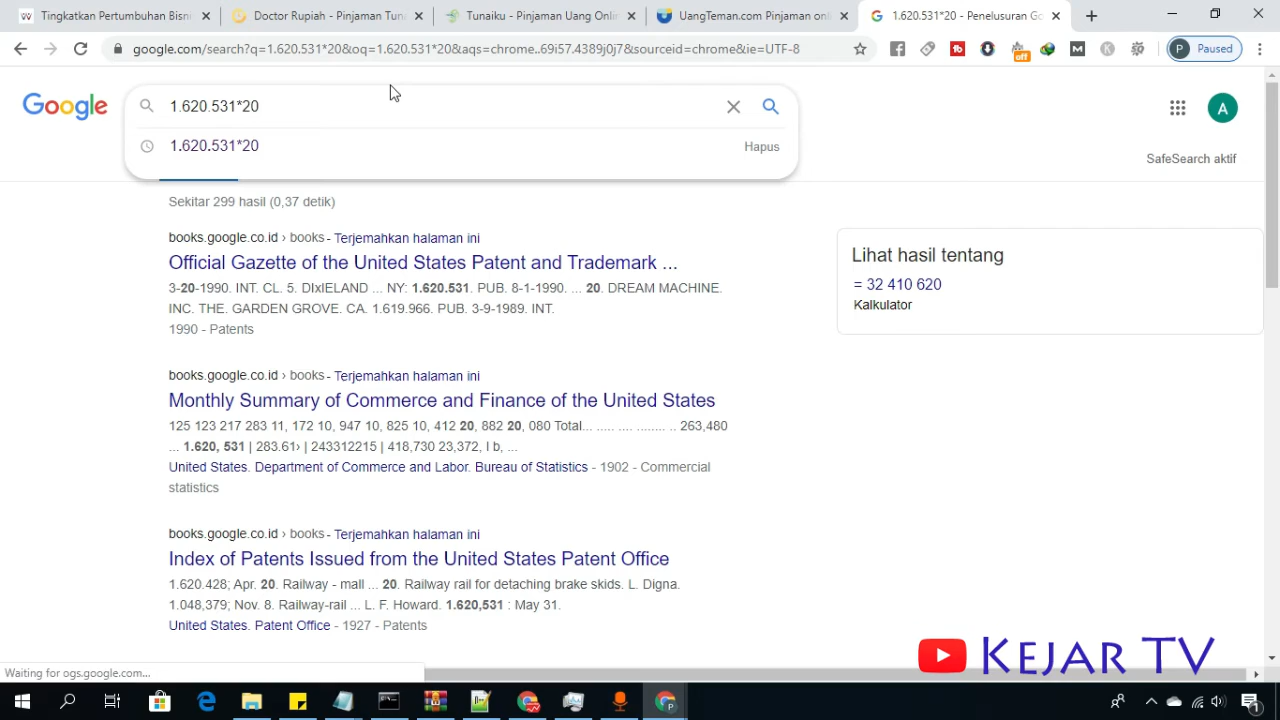 Tingkatkan Pertumbuhan Bisn
Doctor Rupiah - Pinjaman Tun
Tunaiku - Pinjaman Uang Onlin
UangTeman.com Pinjaman onl
1.620.531*20 - Penelusuran Go
google.com/search?q=1.620.531*20&oq=1.620.531*20&aqs=chrome..69i57.4389j0j7&sourceid=chrome&ie=UTF-8
off
P Paused
Google
1.620.531*20
A
1.620.531*20
Hapus
SafeSearch aktif
Sekitar 299 hasil (0,37 detik)
books.google.co.id › books - Terjemahkan halaman ini
Official Gazette of the United States Patent and Trademark ...
3-20-1990. INT. CL. 5. DIxIELAND ... NY: 1.620.531. PUB. 8-1-1990. ... 20. DREAM MACHINE.
INC. THE. GARDEN GROVE. CA. 1.619.966. PUB. 3-9-1989. INT.
1990 - Patents
Lihat hasil tentang
= 32 410 620
Kalkulator
books.google.co.id › books - Terjemahkan halaman ini
Monthly Summary of Commerce and Finance of the United States
125 123 217 283 11, 172 10, 947 10, 825 10, 412 20, 882 20, 080 Total... ..... .... ........ .. 263,480
... 1.620, 531 | 283.61› | 243312215 | 418,730 23,372, I b, ...
United States. Department of Commerce and Labor. Bureau of Statistics - 1902 - Commercial
statistics
books.google.co.id › books - Terjemahkan halaman ini
Index of Patents Issued from the United States Patent Office
1.620.428; Apr. 20. Railway - mall ... 20. Railway rail for detaching brake skids. L. Digna.
1.048,379; Nov. 8. Railway-rail ... L. F. Howard. 1.620,531 : May 31.
United States. Patent Office - 1927 - Patents
Waiting for ogs.google.com...
KEJAR TV